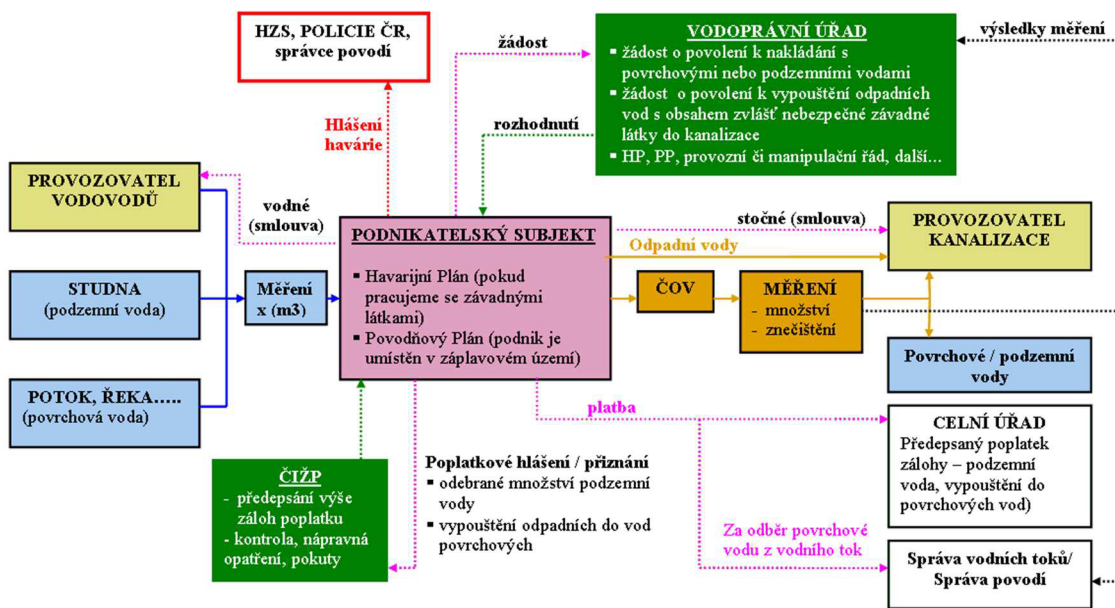 HZS, POLICIE ČR,
správce povodí
žádost
VODOPRÁVNÍ ÚŘAD
▪ žádost o povolení k nakládání s
povrchovými nebo podzemními vodami
▪ žádost o povolení k vypouštění odpadních
vod s obsahem zvlášť nebezpečné závadné
látky do kanalizace
▪ HP, PP, provozní či manipulační řád, další...
výsledky měření
Hlášení
havárie
rozhodnutí
PROVOZOVATEL
VODOVODŮ
vodné
(smlouva)
STUDNA
(podzemní voda)
POTOK, ŘEKA.....
(povrchová voda)
Měření
x (m3)
PODNIKATELSKÝ SUBJEKT
▪ Havarijní Plán (pokud
pracujeme se závadnými
látkami)
▪ Povodňový Plán (podnik je
umístěn v záplavovém území)
stočné (smlouva)
Odpadní vody
PROVOZOVATEL
KANALIZACE
ČOV
MĚŘENÍ
- množství
- znečištění
Povrchové / podzemní
vody
platba
CELNÍ ÚŘAD
Předepsaný poplatek
zálohy – podzemní
voda, vypouštění do
povrchových vod)
ČIŽP
- předepsání výše
záloh poplatku
- kontrola, nápravná
opatření, pokuty
Poplatkové hlášení / přiznání
▪ odebrané množství podzemní
vody
▪ vypouštění odpadních do vod
povrchových
Za odběr povrchové
vodu z vodního tok
Správa vodních toků/
Správa povodí